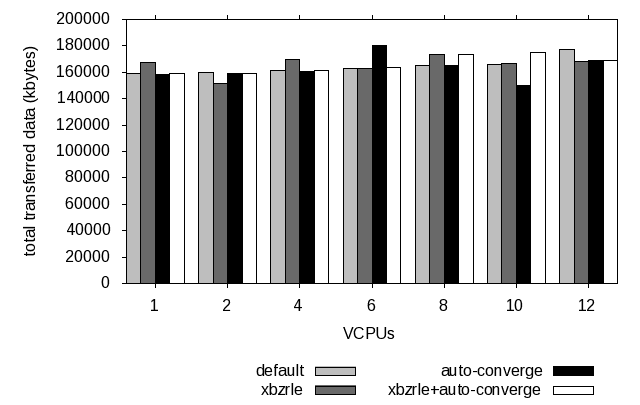 200000
180000
160000
140000
120000
100000
80000
60000
40000
20000
0
total transferred data (kbytes)
1 2 4 6 8 10 12
VCPUs
default auto-converge
xbzrle xbzrle+auto-converge